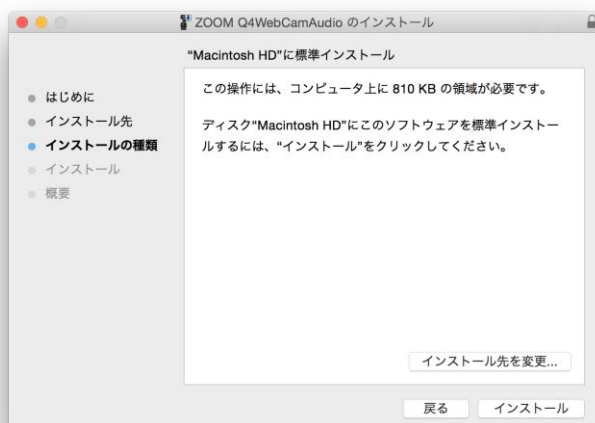 ZOOM Q4WebCamAudio のインストール
“Macintosh HD”に標準インストール
はじめに
インストール先
インストールの種類
インストール
概要
この操作には、コンピュータ上に 810 KB の領域が必要です。
ディスク“Macintosh HD”にこのソフトウェアを標準インストー
ルするには、“インストール”をクリックしてください。
インストール先を変更...
戻る
インストール